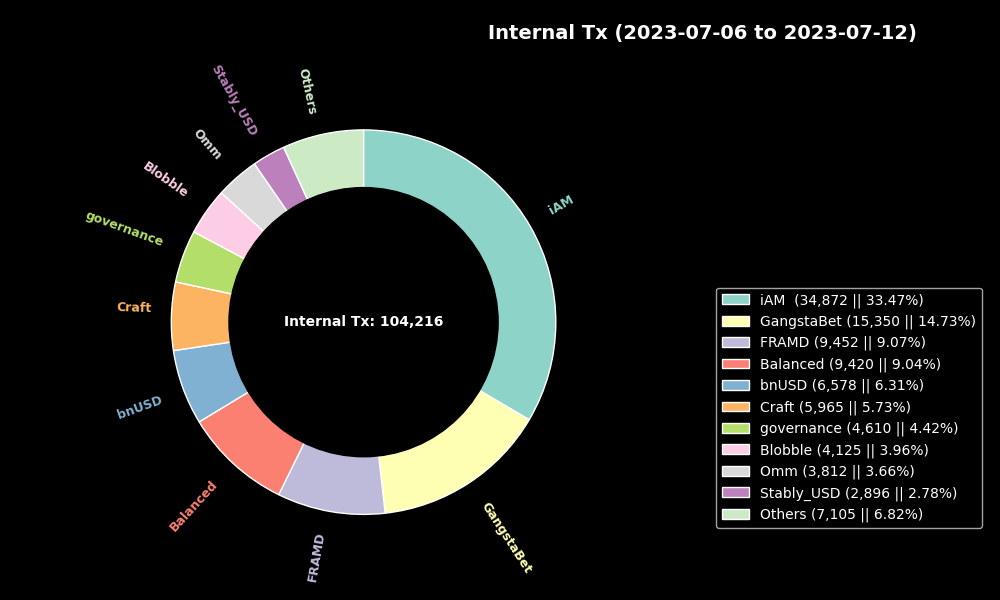 Internal Tx (2023-07-06 to 2023-07-12)
Others
Stably_USD
Omm
Blobble
iAM
governance
Craft
Internal Tx: 104,216
bnUSD
Balanced
GangstaBet
FRAMD
iAM  (34,872 || 33.47%)
GangstaBet (15,350 || 14.73%)
FRAMD (9,452 || 9.07%)
Balanced (9,420 || 9.04%)
bnUSD (6,578 || 6.31%)
Craft (5,965 || 5.73%)
governance (4,610 || 4.42%)
Blobble (4,125 || 3.96%)
Omm (3,812 || 3.66%)
Stably_USD (2,896 || 2.78%)
Others (7,105 || 6.82%)